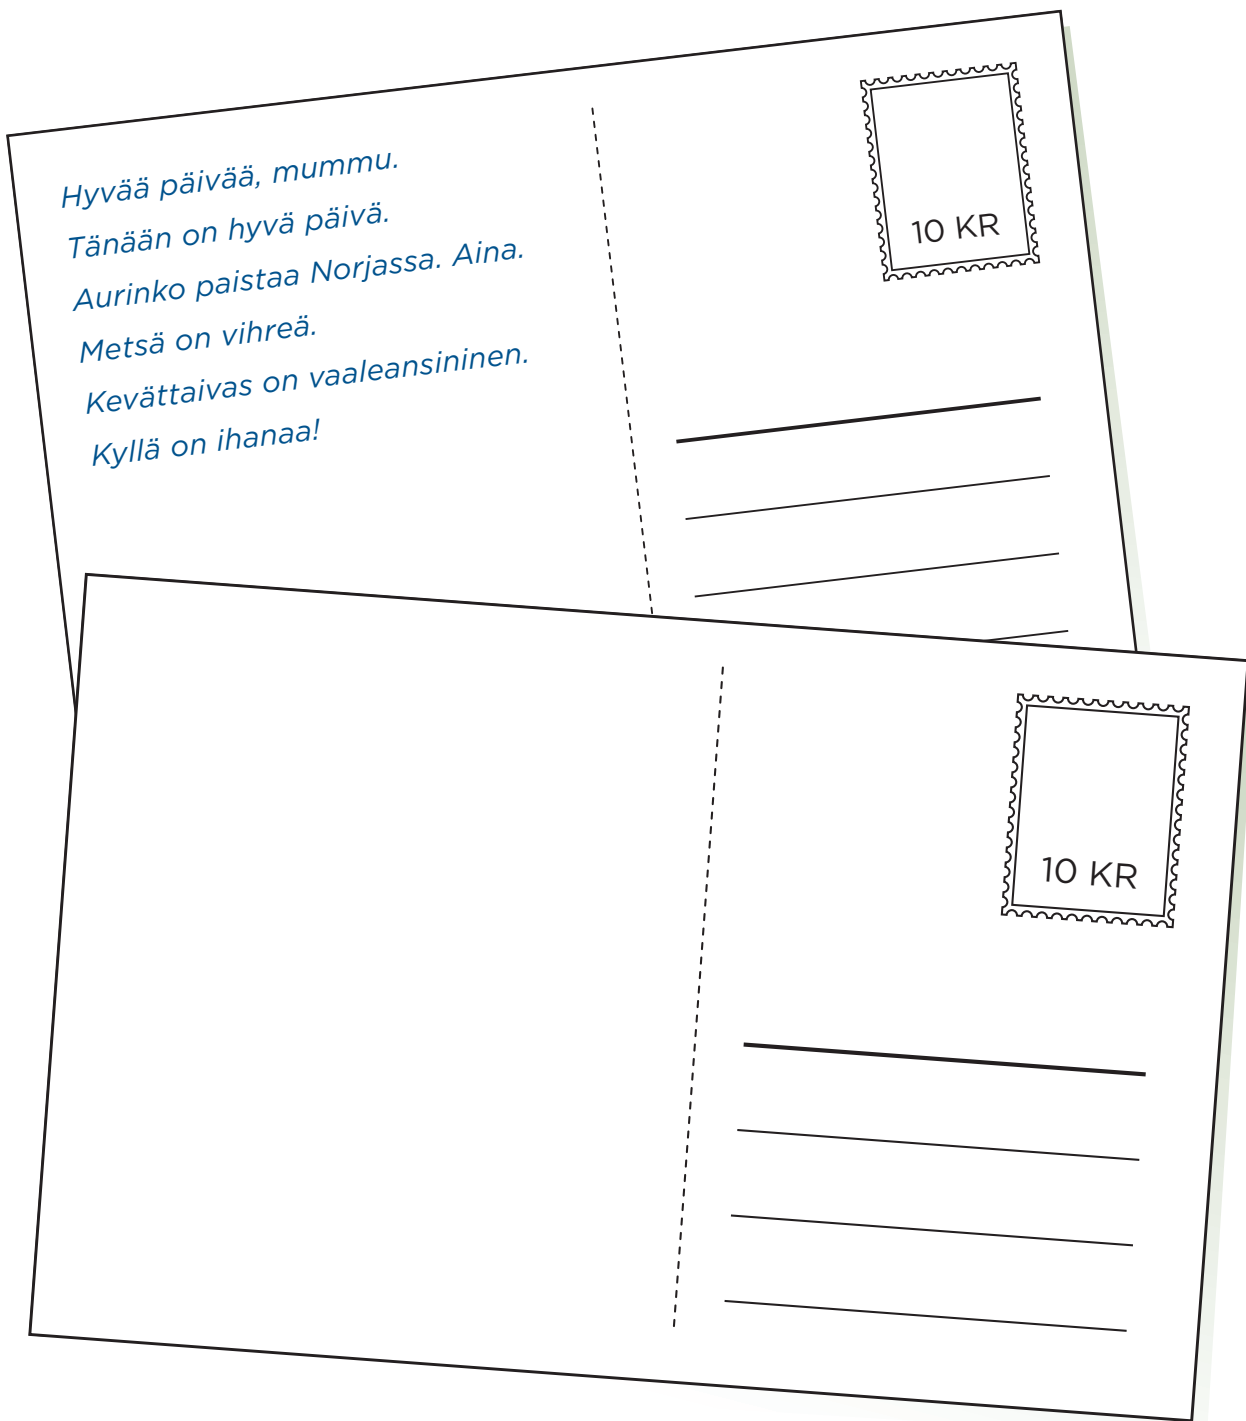 Hyvää päivää, mummu.
Tänään on hyvä päivä.
Aurinko paistaa Norjassa. Aina.
Metsä on vihreä.
Kevättaivas on vaaleansininen.
Kyllä on ihanaa!
10 KR
10 KR